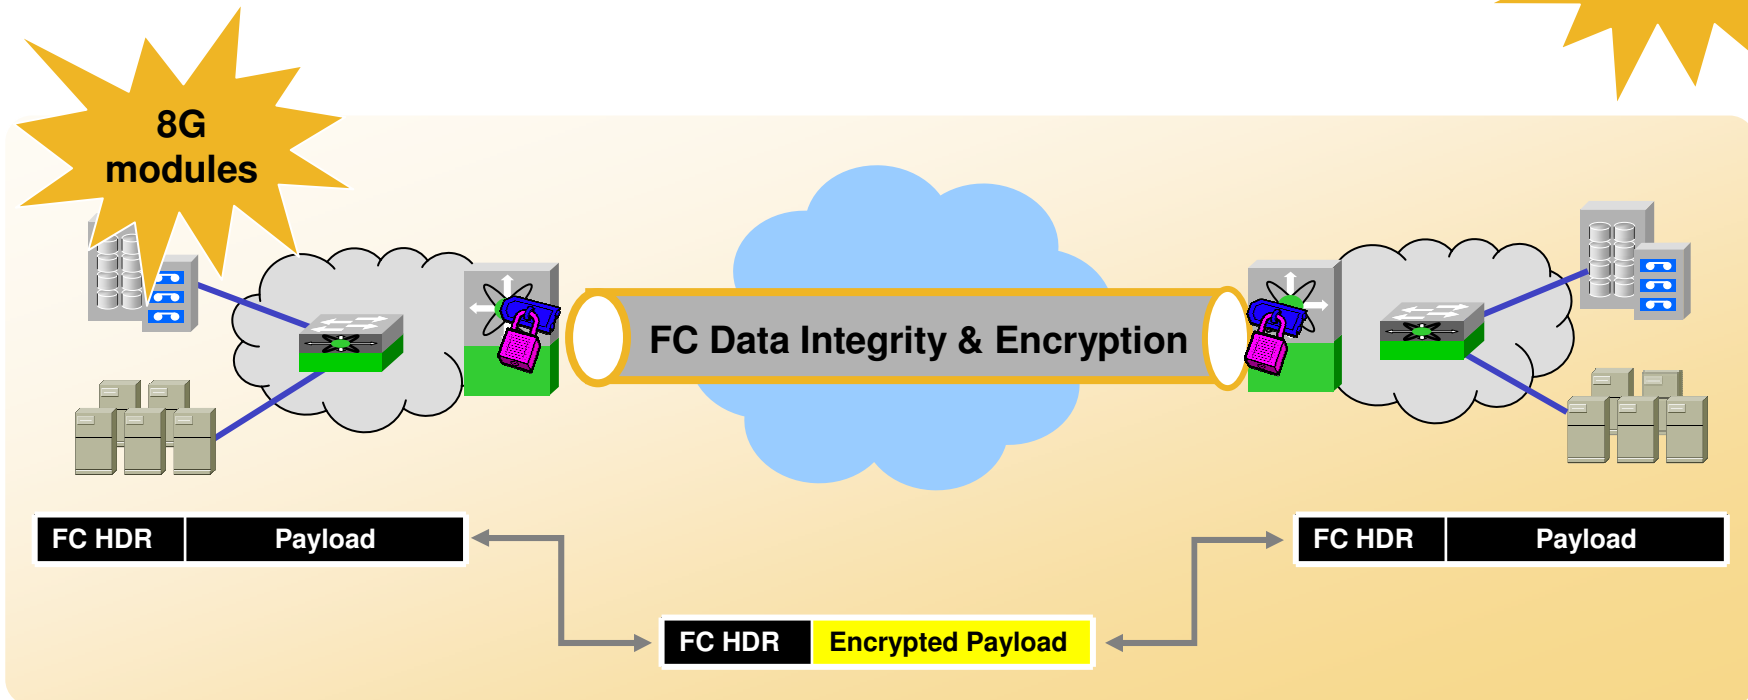 8G
modules
FC Data Integrity & Encryption
FC HDR Payload
FC HDR Payload
FC HDR Encrypted Payload